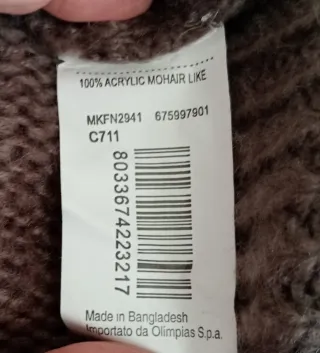 100% ACRYLIC MOHAIR LIKE
MKFN2941 675997901
C711
8033674223217
Made in Bangladesh
Importato da Olimpias S.p.a.